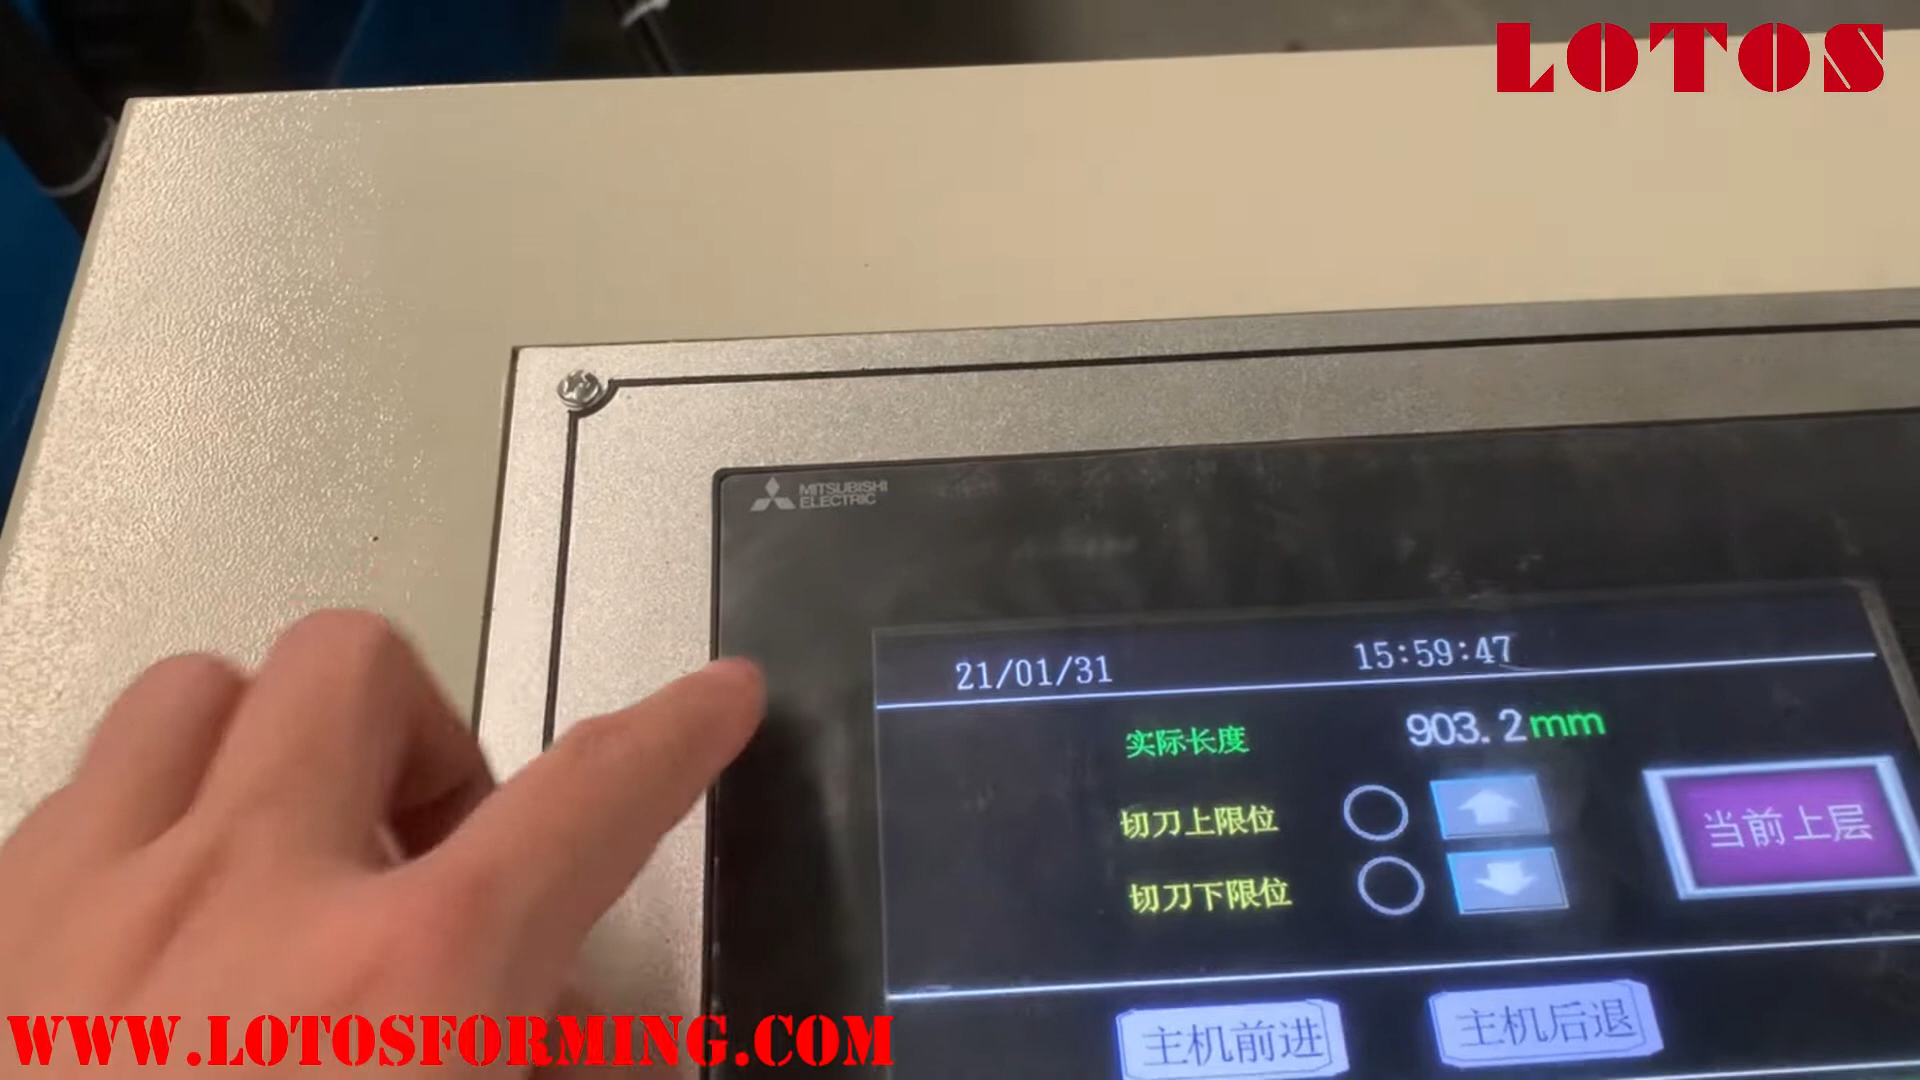 LOTOS
MITSUBISHI
ELECTRIC
21/01/31
15:59:47
实际长度
903.2mm
切刀上限位
当前上层
切刀下限位
主机前进
主机后退
WWW.LOTOSFORMING.COM